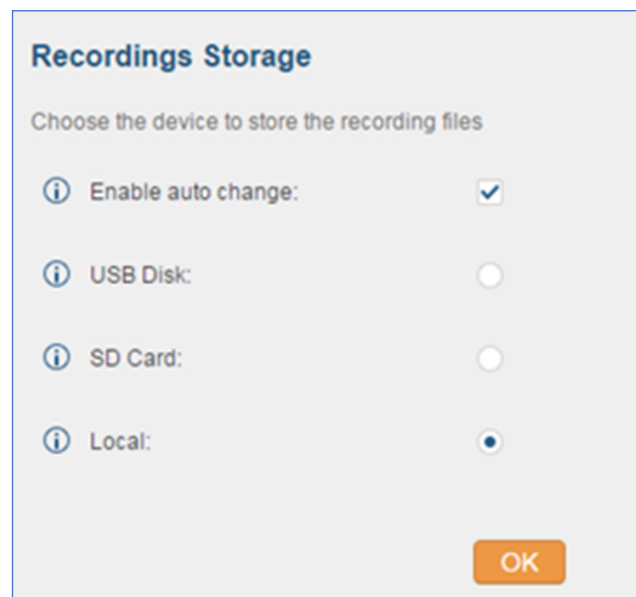 Recordings Storage
Choose the device to store the recording files
Enable auto change:
USB Disk:
SD Card:
Local:
OK